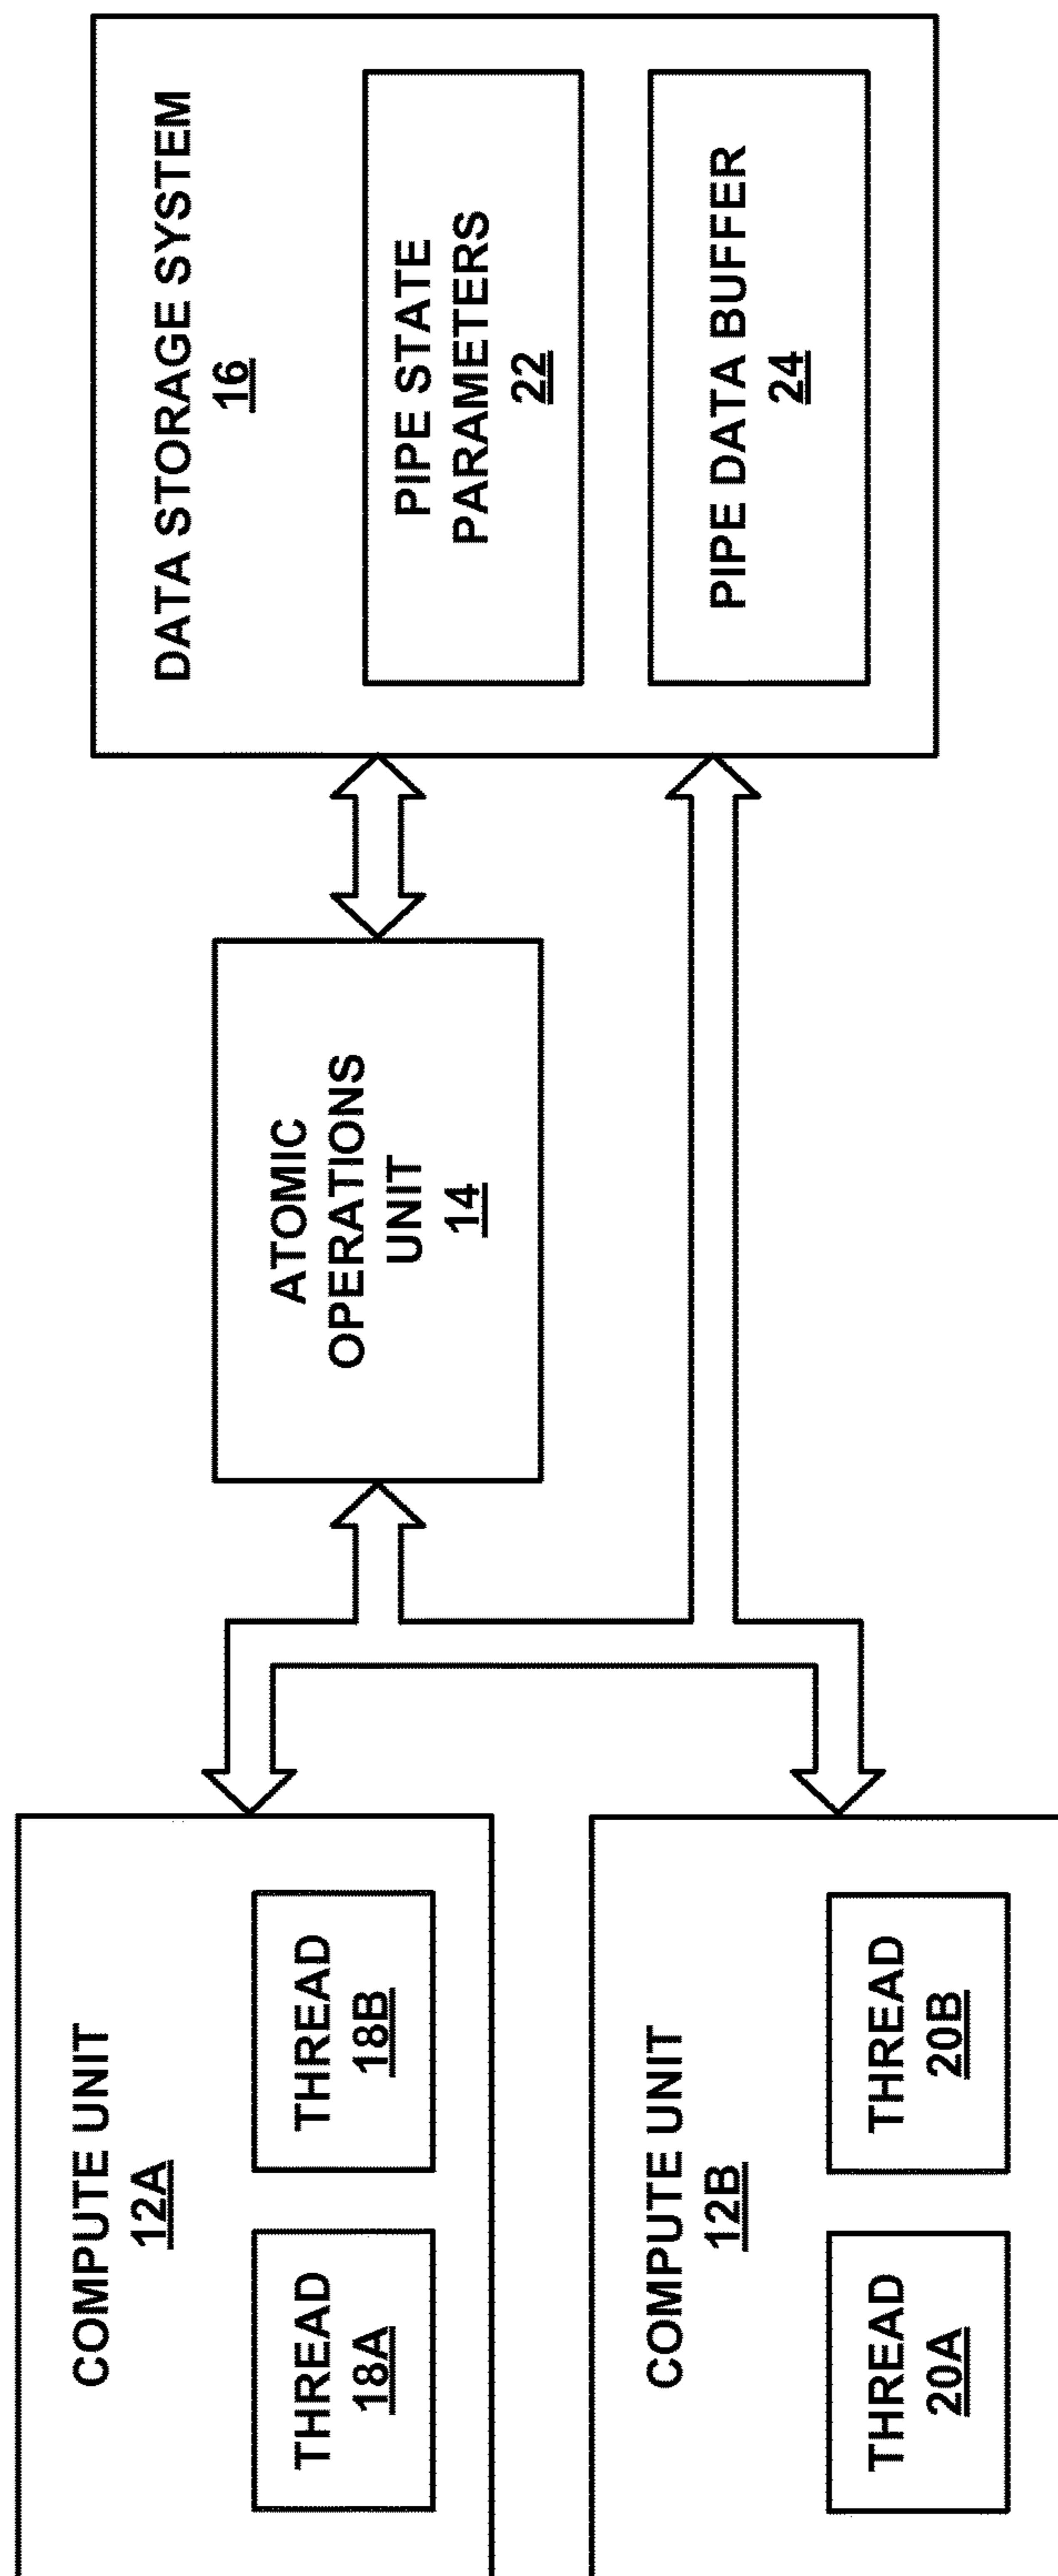 COMPUTE UNIT
12A
THREAD
18A
THREAD
18B
COMPUTE UNIT
12B
THREAD
20A
THREAD
20B
ATOMIC
OPERATIONS
UNIT
14
DATA STORAGE SYSTEM
16
PIPE STATE
PARAMETERS
22
PIPE DATA BUFFER
24